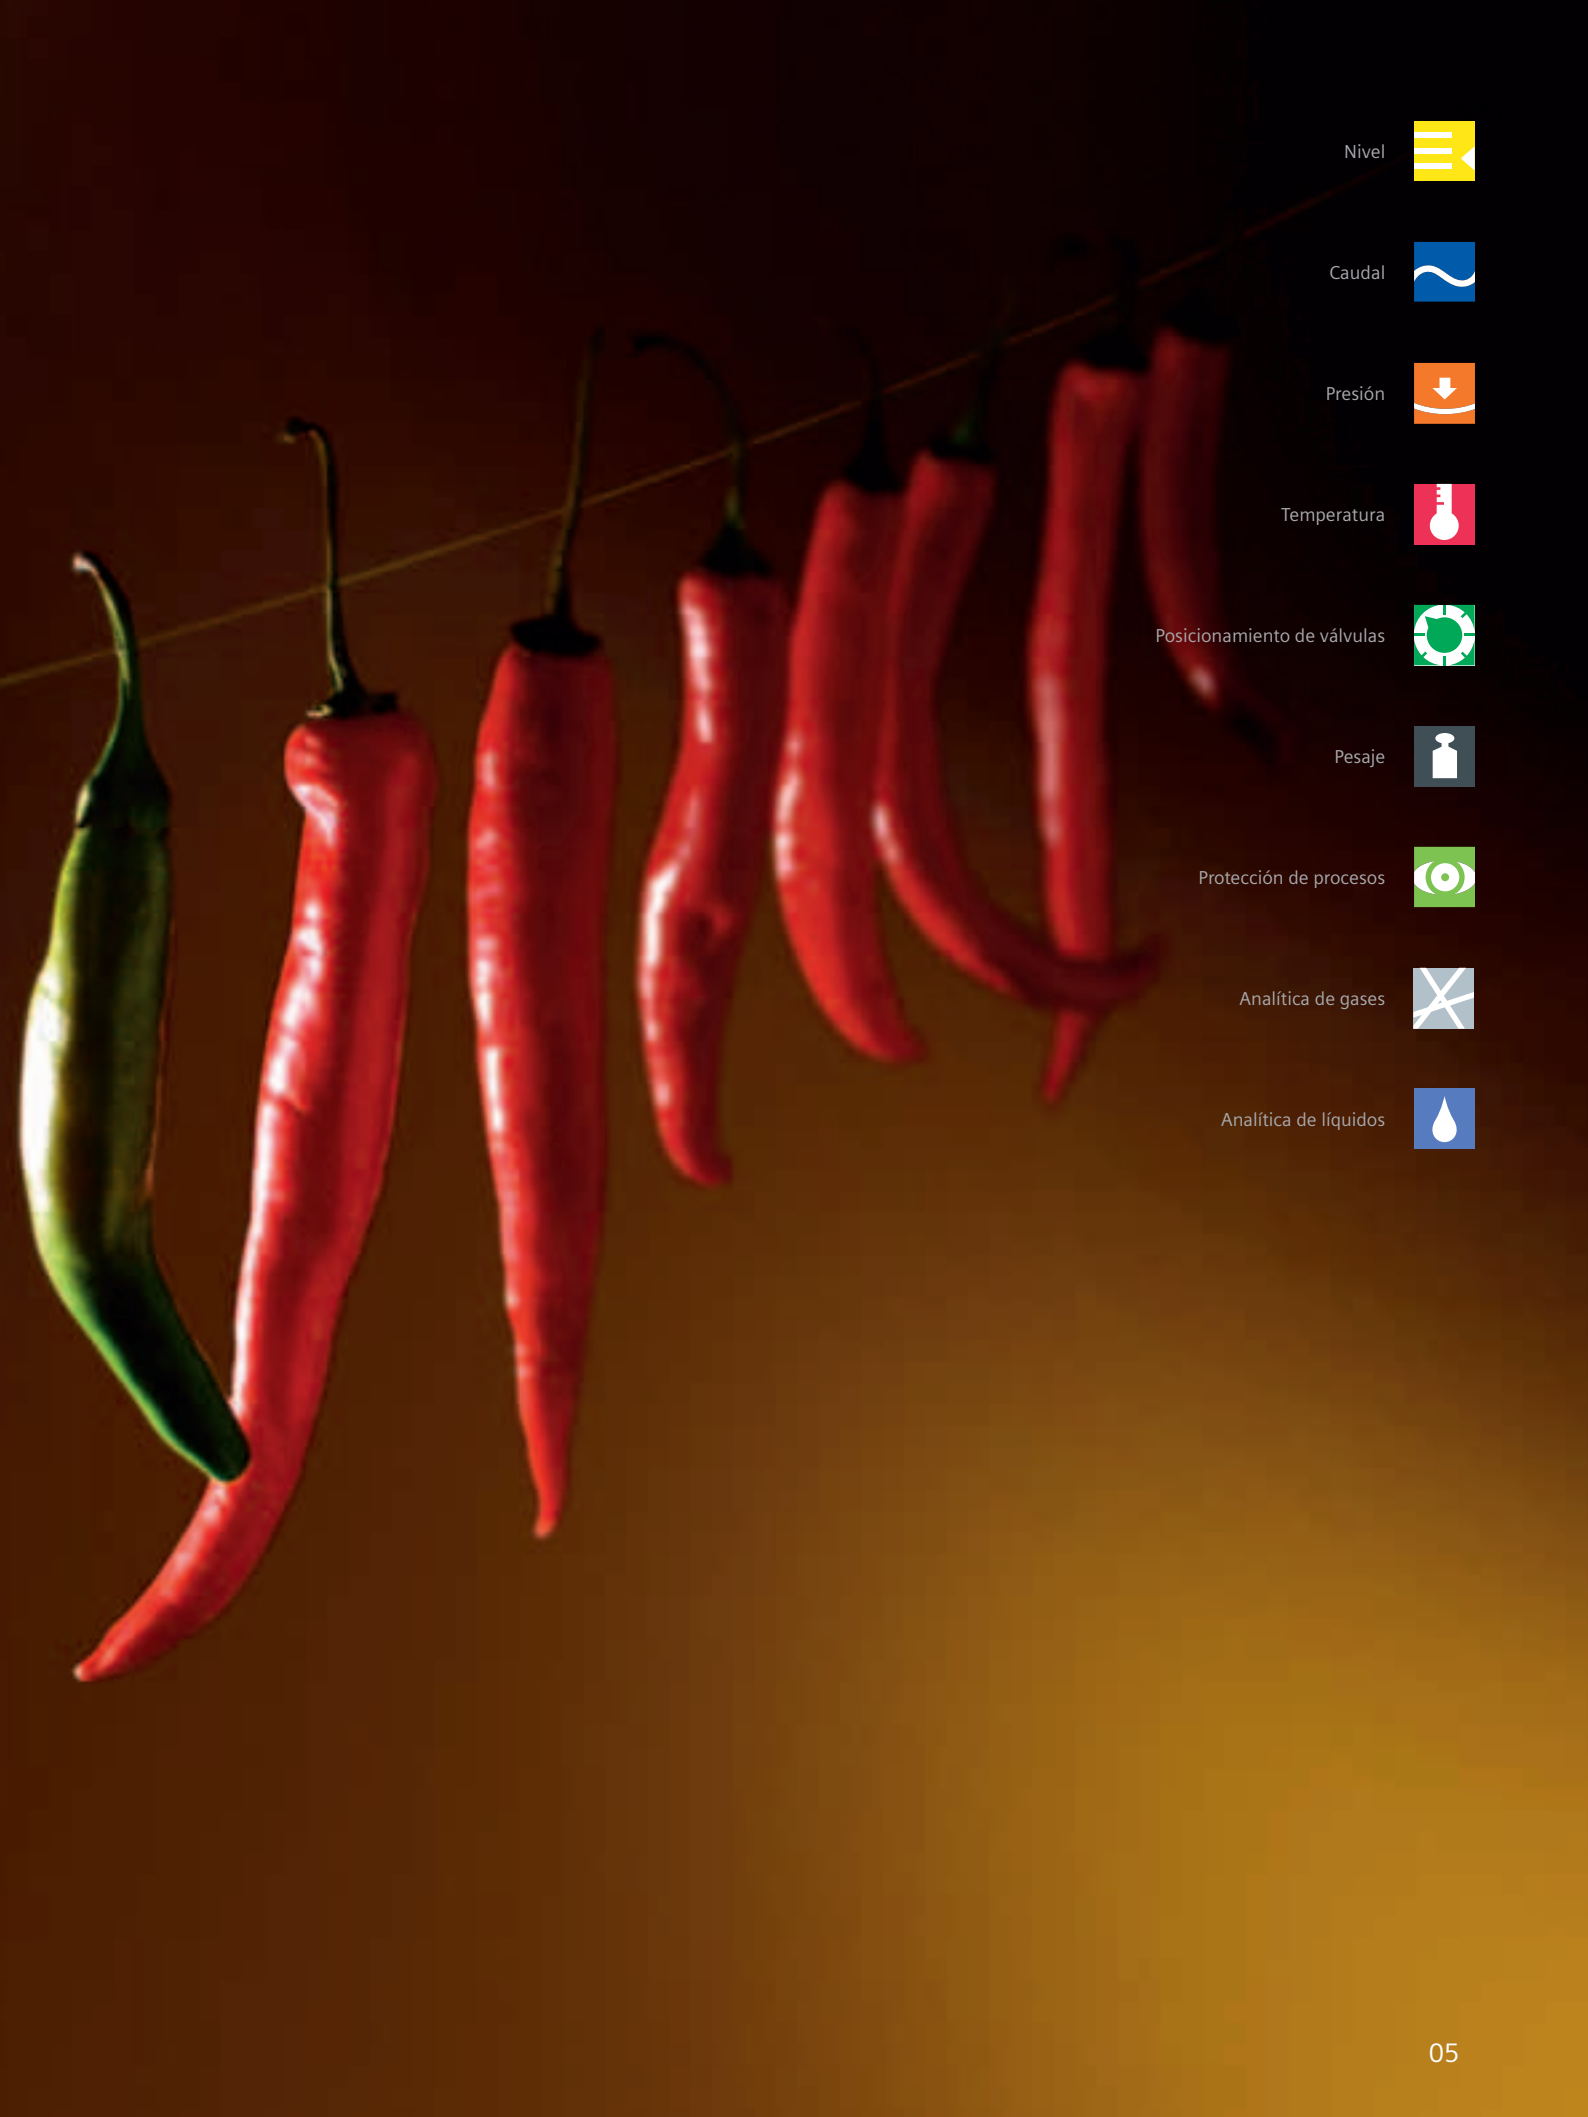 Nivel
Caudal
Presión
Temperatura
Posicionamiento de válvulas
Pesaje
Protección de procesos
Analítica de gases
Analítica de líquidos
05